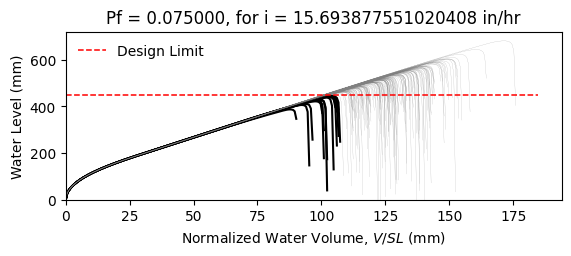 Pf = 0.075000, for i = 15.693877551020408 in/hr
Design Limit
Water Level (mm)
600
400
200
0
0 25 50 75 100 125 150 175
Normalized Water Volume, V/SL (mm)